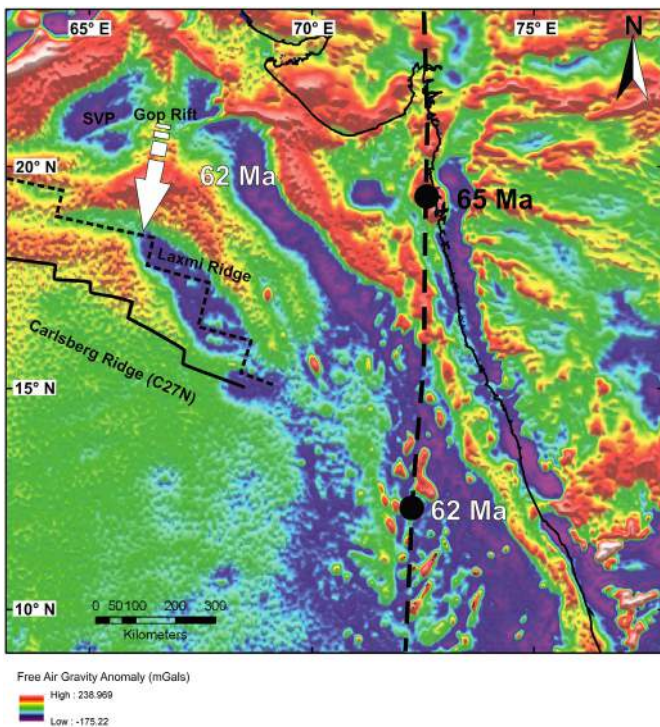 65° E 70° E 75° E
N
SVP Gop Rift
20° N
62 Ma
65 Ma
Laxmi Ridge
Carlsberg Ridge (C27N)
15° N
62 Ma
10° N
0 50 100 200 300
Kilometers
Free Air Gravity Anomaly (mGals)
High : 238.969
Low : -175.22